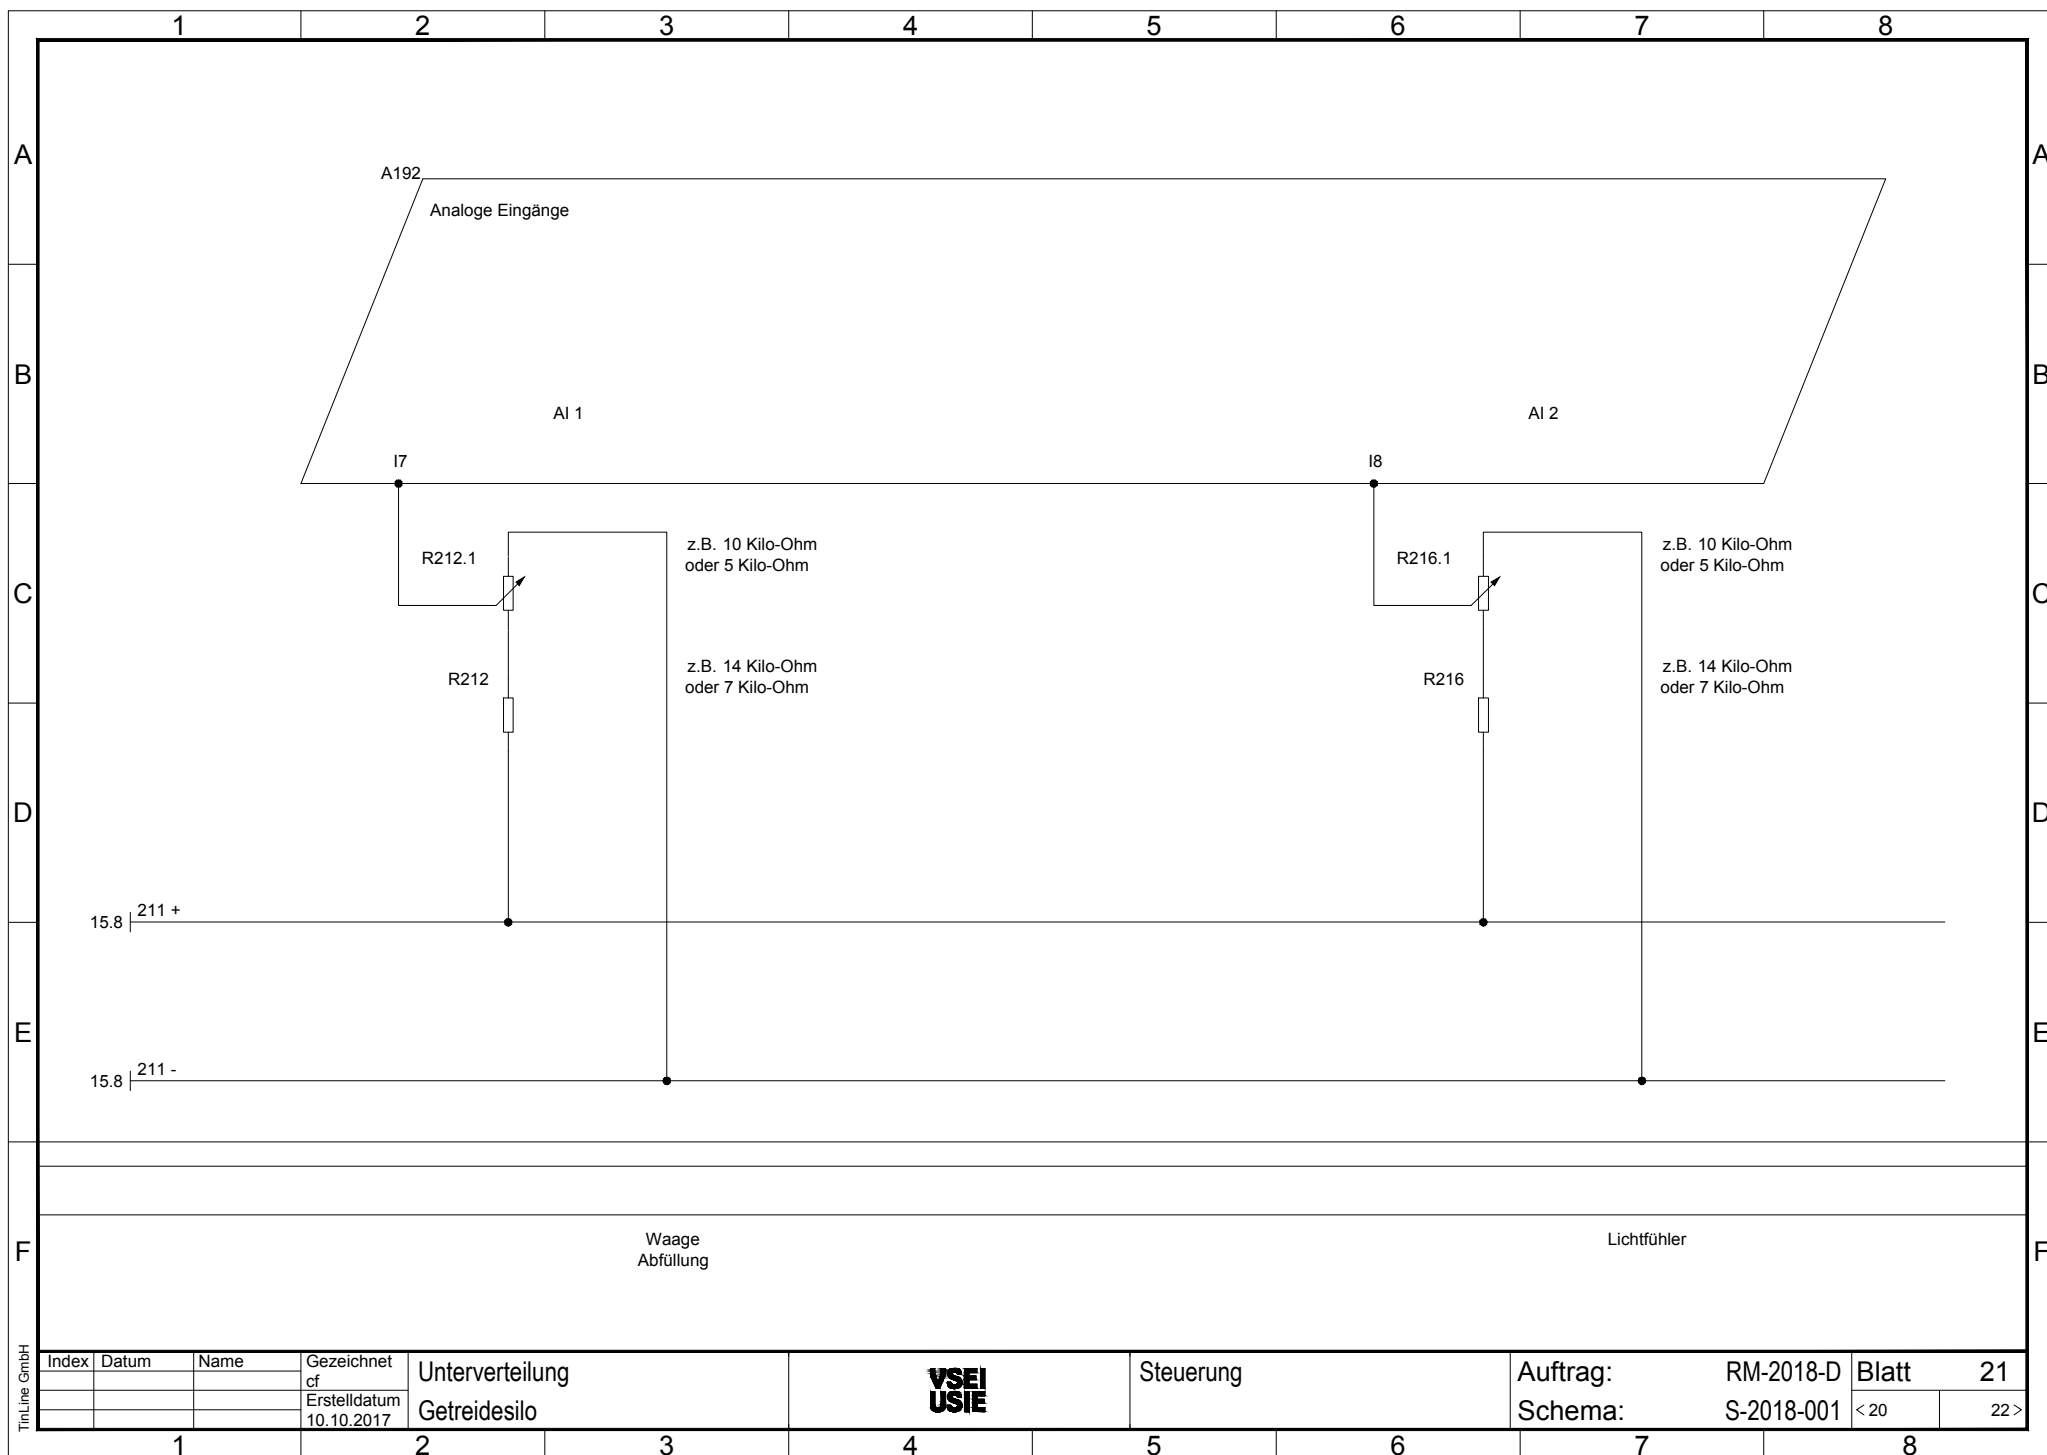 1 2 3 4 5 6 7 8
A A
A192
Analoge Eingänge
B B
AI 1 AI 2
I7 I8
z.B. 10 Kilo-Ohm z.B. 10 Kilo-Ohm
R212.1 R216.1
oder 5 Kilo-Ohm oder 5 Kilo-Ohm
C C
z.B. 14 Kilo-Ohm z.B. 14 Kilo-Ohm
R212 R216
oder 7 Kilo-Ohm oder 7 Kilo-Ohm
D D
15.8 211 +
E E
15.8 211 -
Waage Lichtfühler
F F
Abfüllung
TinLine GmbH
Index Datum Name Gezeichnet
cf
Erstelldatum
10.10.2017
Unterverteilung
Getreidesilo
VSEI
USIE
Steuerung
Auftrag: RM-2018-D
Schema: S-2018-001
Blatt 21
< 20 22 >
1 2 3 4 5 6 7 8